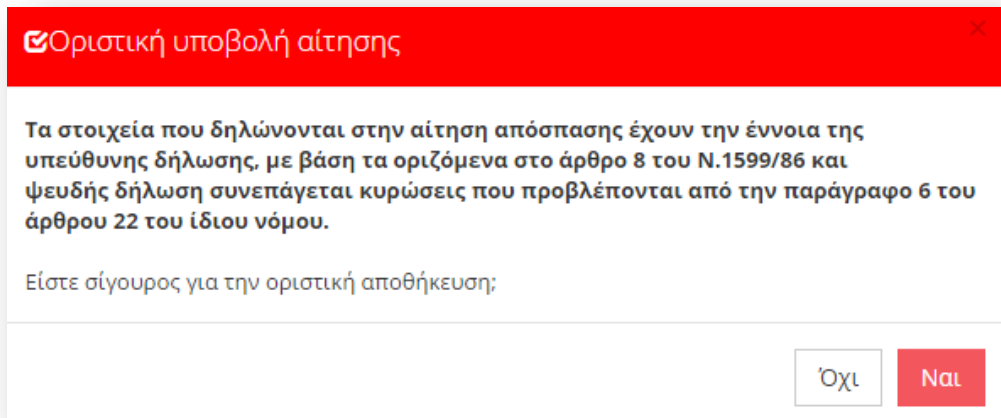 Οριστική υποβολή αίτησης
×
Τα στοιχεία που δηλώνονται στην αίτηση απόσπασης έχουν την έννοια της
υπεύθυνης δήλωσης, με βάση τα οριζόμενα στο άρθρο 8 του Ν.1599/86 και
ψευδής δήλωση συνεπάγεται κυρώσεις που προβλέπονται από την παράγραφο 6 του
άρθρου 22 του ίδιου νόμου.
Είστε σίγουρος για την οριστική αποθήκευση;
Όχι Ναι